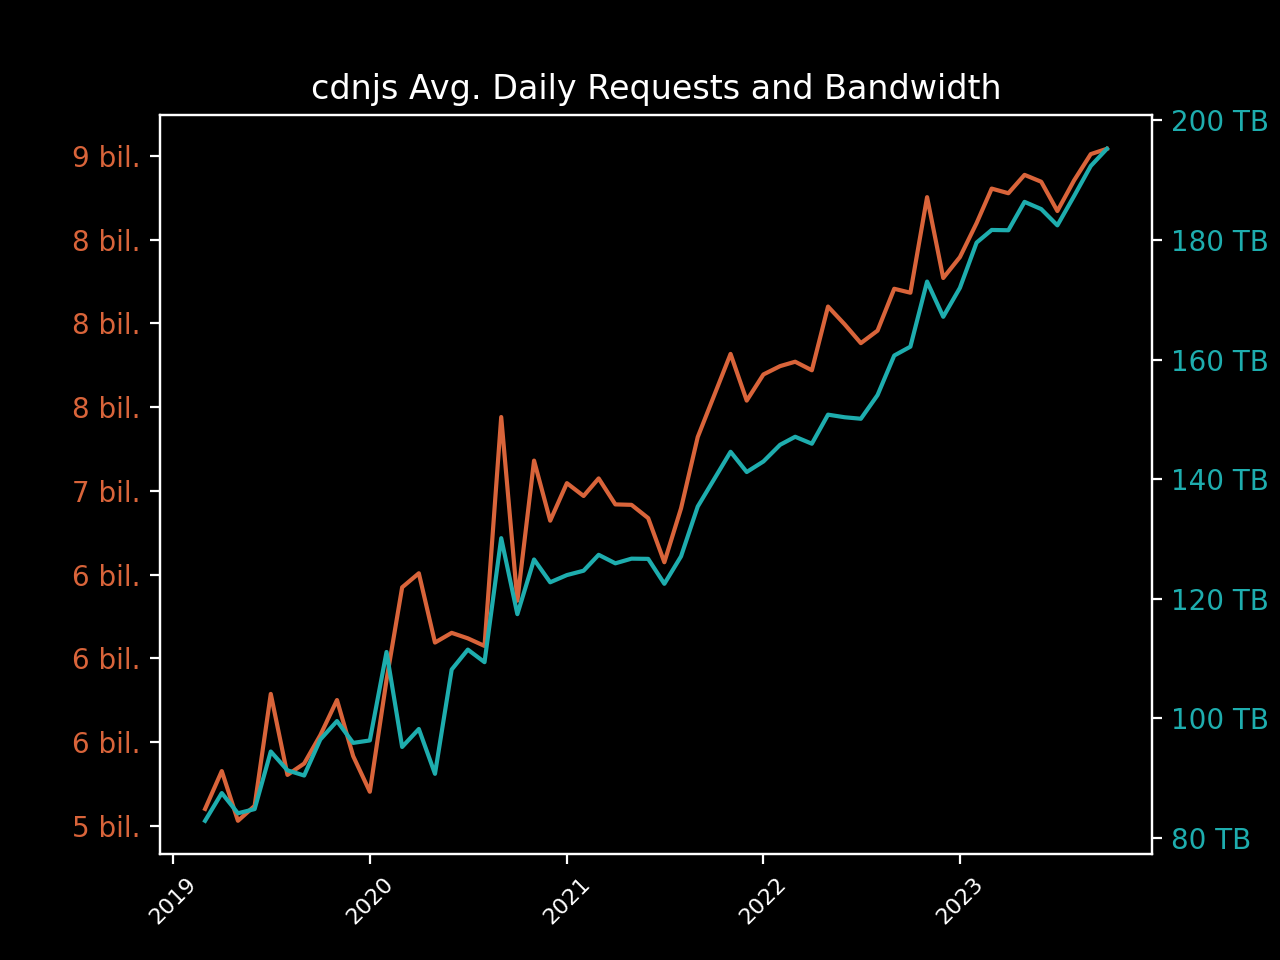 cdnjs Avg. Daily Requests and Bandwidth
9 bil.
8 bil.
8 bil.
8 bil.
7 bil.
6 bil.
6 bil.
6 bil.
5 bil.
200 TB
180 TB
160 TB
140 TB
120 TB
100 TB
80 TB
2019
2020
2021
2022
2023